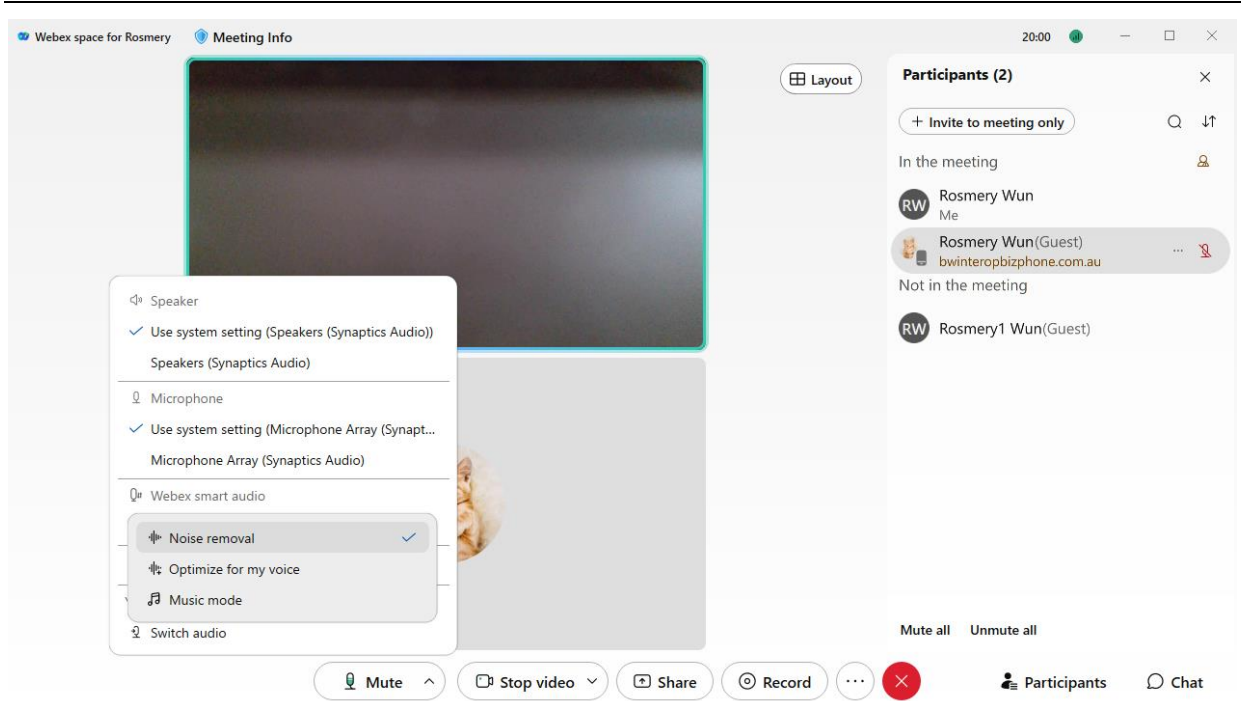 Webex space for Rosmery
Meeting Info
20:00
Layout
Participants (2)
+ Invite to meeting only
In the meeting
RW
Rosmery Wun
Me
Rosmery Wun(Guest)
bwinteropbizphone.com.au
Not in the meeting
RW
Rosmery1 Wun(Guest)
Speaker
Use system setting (Speakers (Synaptics Audio))
Speakers (Synaptics Audio)
Microphone
Use system setting (Microphone Array (Synapt...
Microphone Array (Synaptics Audio)
Webex smart audio
Noise removal
Optimize for my voice
Music mode
Switch audio
Mute all Unmute all
Mute
Stop video
Share
Record
Participants
Chat